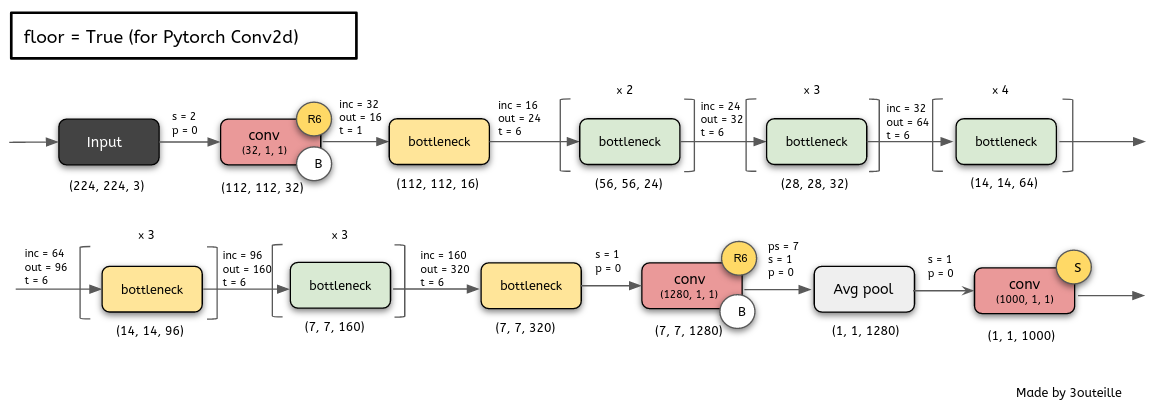 floor = True (for Pytorch Conv2d)
Input
(224, 224, 3)
s = 2
p = 0
conv
(32, 1, 1)
R6
B
(112, 112, 32)
inc = 32
out = 16
t = 1
bottleneck
(112, 112, 16)
inc = 16
out = 24
t = 6
x 2
bottleneck
(56, 56, 24)
inc = 24
out = 32
t = 6
x 3
bottleneck
(28, 28, 32)
inc = 32
out = 64
t = 6
x 4
bottleneck
(14, 14, 64)
inc = 64
out = 96
t = 6
x 3
bottleneck
(14, 14, 96)
inc = 96
out = 160
t = 6
x 3
bottleneck
(7, 7, 160)
inc = 160
out = 320
t = 6
bottleneck
(7, 7, 320)
s = 1
p = 0
conv
(1280, 1, 1)
R6
B
(7, 7, 1280)
ps = 7
s = 1
p = 0
Avg pool
(1, 1, 1280)
s = 1
p = 0
conv
(1000, 1, 1)
S
(1, 1, 1000)
Made by 3outeille